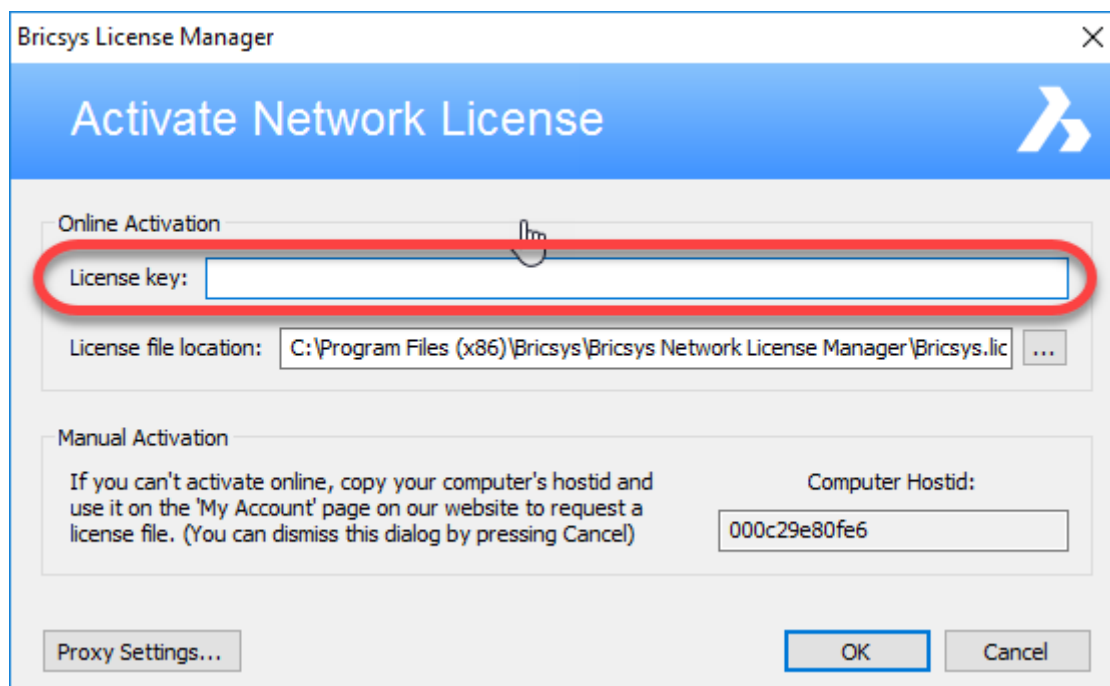 Bricsys License Manager
Activate Network License
Online Activation
License key:
License file location: C:\Program Files (x86)\Bricsys\Bricsys Network License Manager\Bricsys.lic ...
Manual Activation
If you can't activate online, copy your computer's hostid and
use it on the 'My Account' page on our website to request a
license file. (You can dismiss this dialog by pressing Cancel)
Computer Hostid:
000c29e80fe6
Proxy Settings... OK Cancel